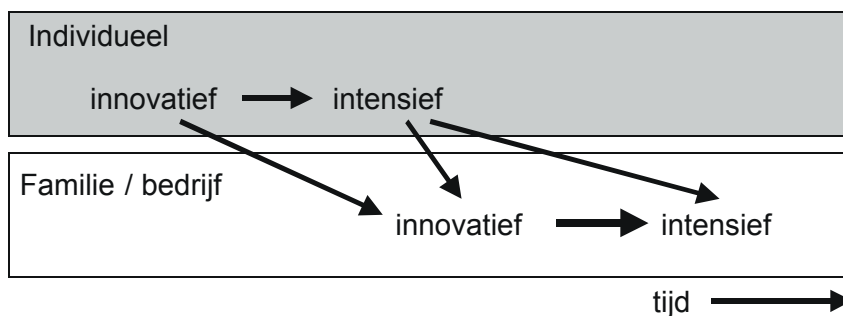 Individueel
innovatief intensief
Familie / bedrijf
innovatief intensief
tijd